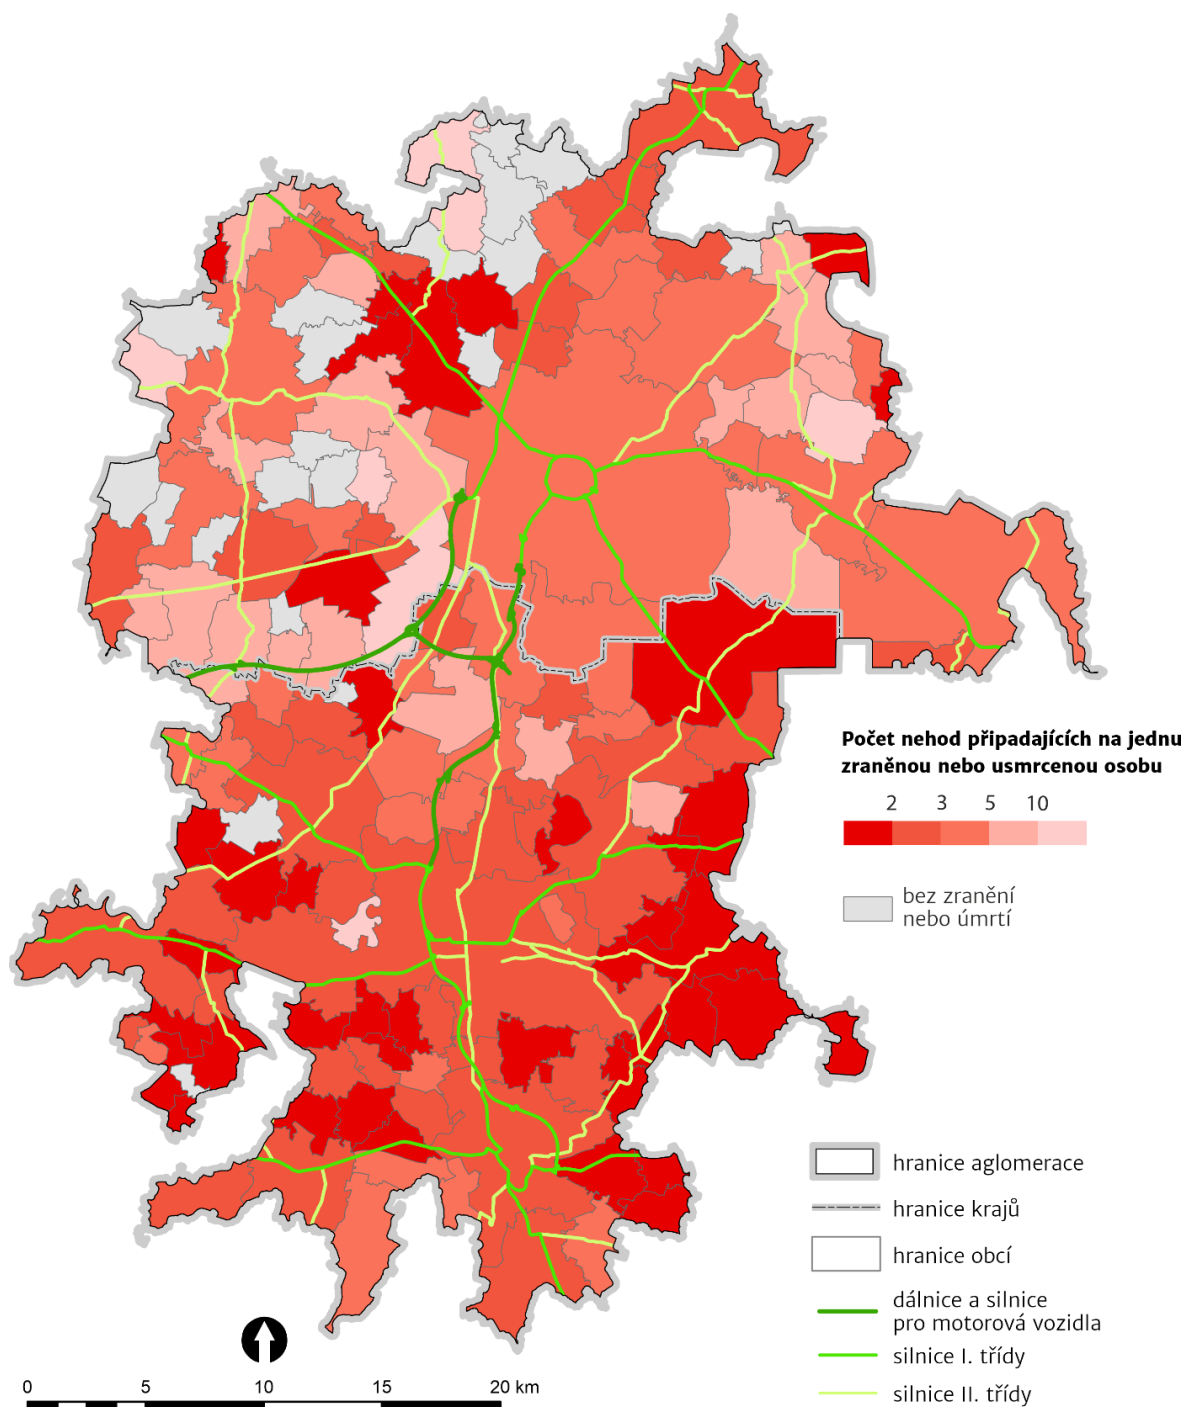 Počet nehod připadajících na jednu
zraněnou nebo usmrcenou osobu
2 3 5 10
bez zranění
nebo úmrtí
hranice aglomerace
hranice krajů
hranice obcí
dálnice a silnice
pro motorová vozidla
silnice I. třídy
silnice II. třídy
0 5 10 15 20 km